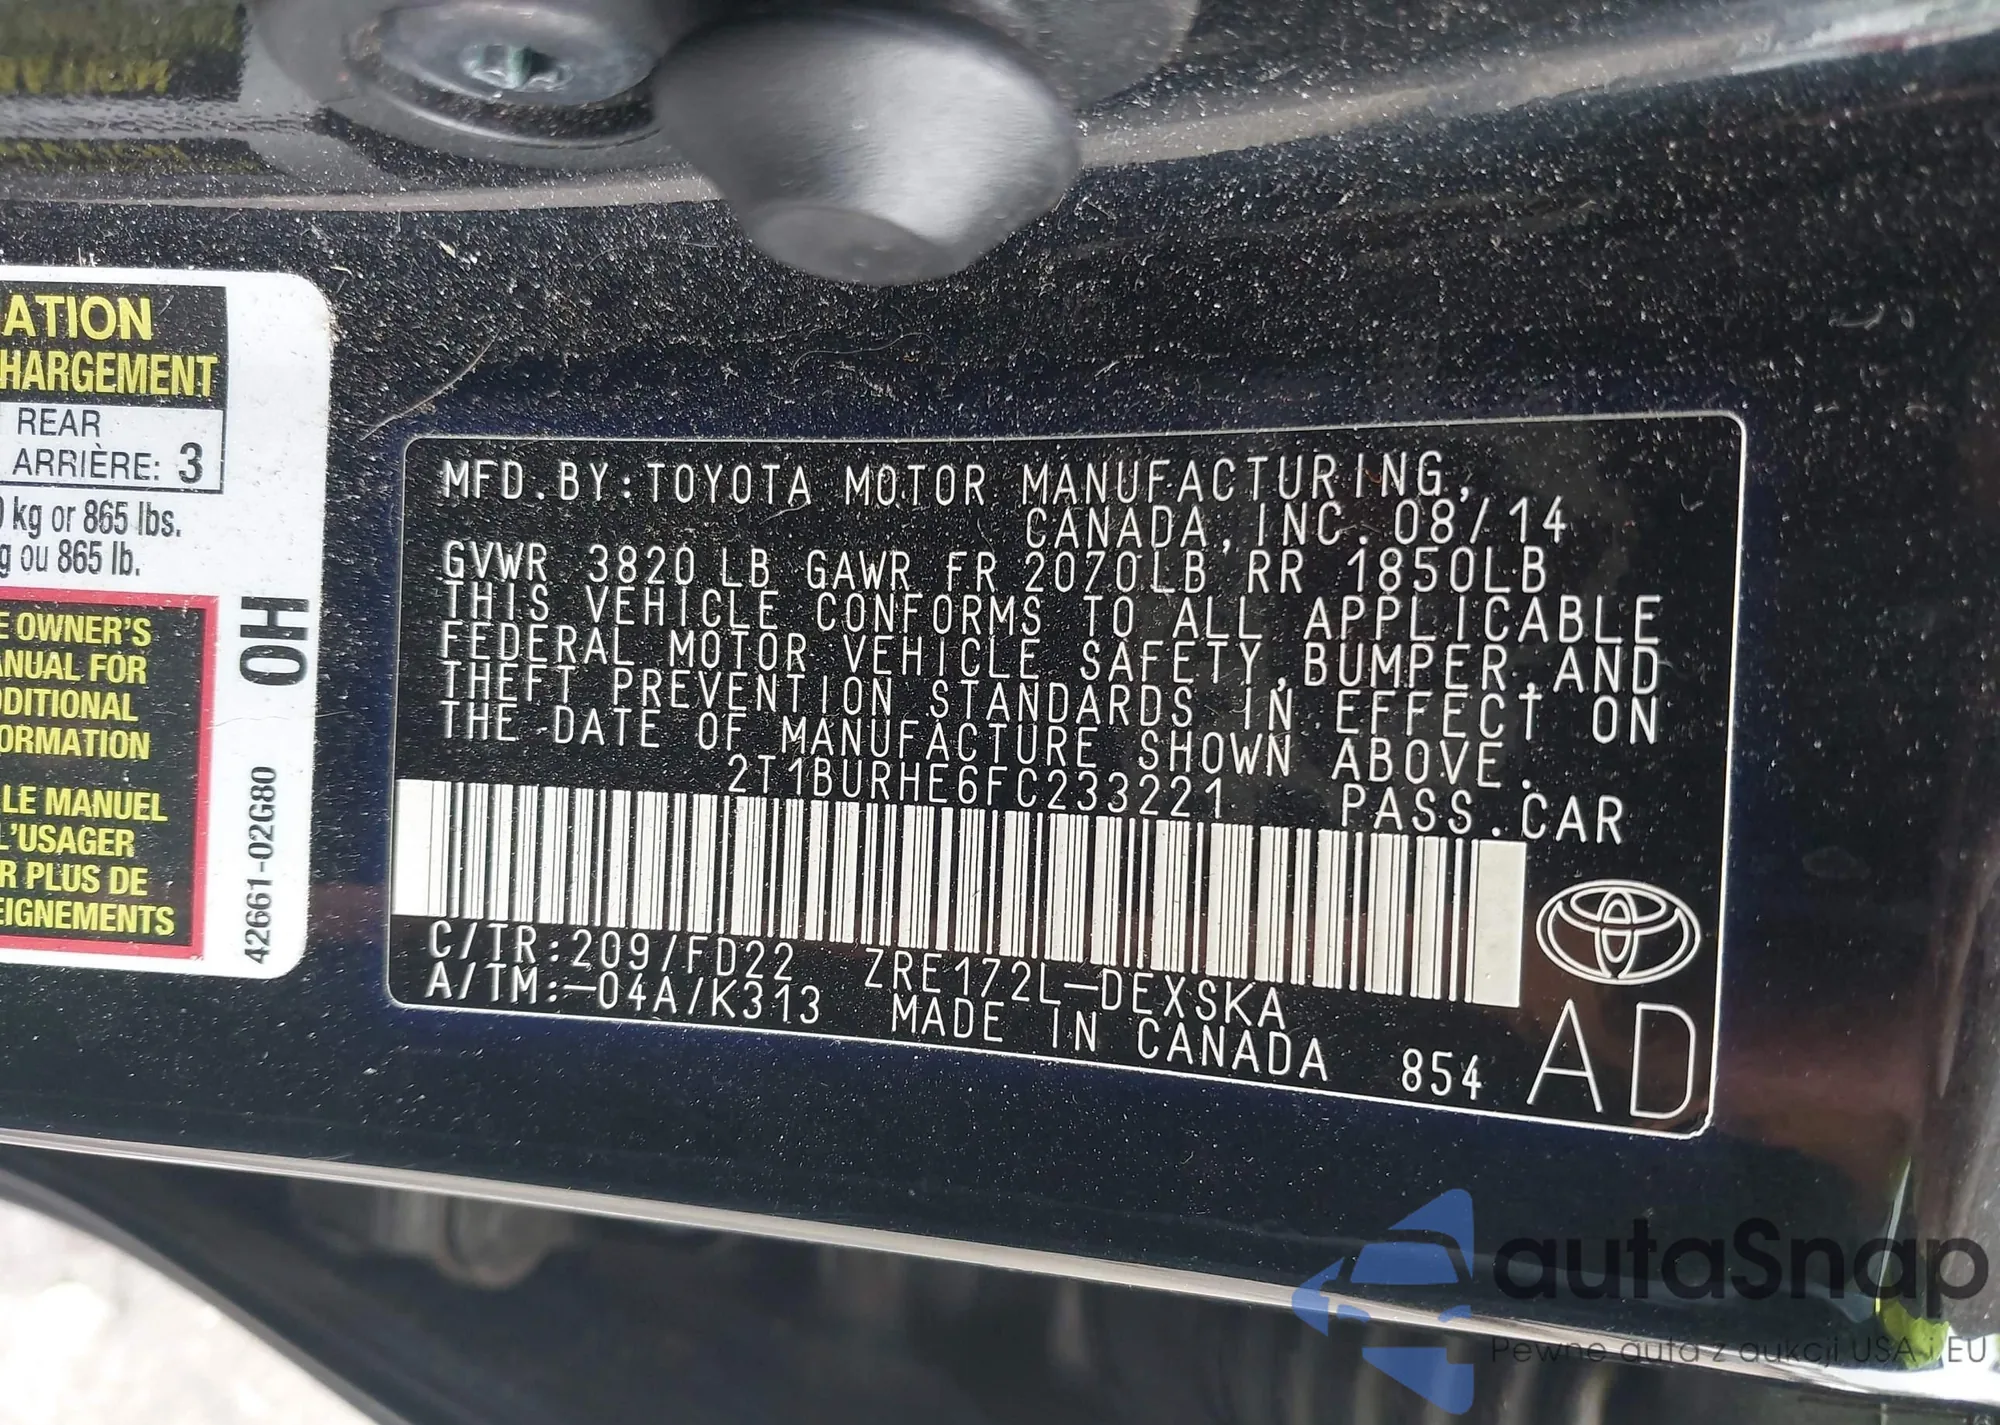 ATION
HARGEMENT
REAR
ARRIÈRE: 3
kg or 865 lbs.
g ou 865 lb.
E OWNER'S
ANUAL FOR
DDITIONAL
ORMATION
LE MANUEL
L'USAGER
R PLUS DE
EIGNEMENTS
0H
42661-02G80
MFD.BY:TOYOTA MOTOR MANUFACTURING,
CANADA,INC. 08/14
GVWR 3820LB GAWR FR 2070LB RR 1850LB
THIS VEHICLE CONFORMS TO ALL APPLICABLE
FEDERAL MOTOR VEHICLE SAFETY,BUMPER,AND
THEFT PREVENTION STANDARDS IN EFFECT ON
THE DATE OF MANUFACTURE SHOWN ABOVE.
2T1BURHE6FC233221 PASS.CAR
C/TR:209/FD22 ZRE172L-DEXSKA
A/TM:-04A/K313 MADE IN CANADA 854
AD
autaSnap
Pewne auta z aukcji USA i EU